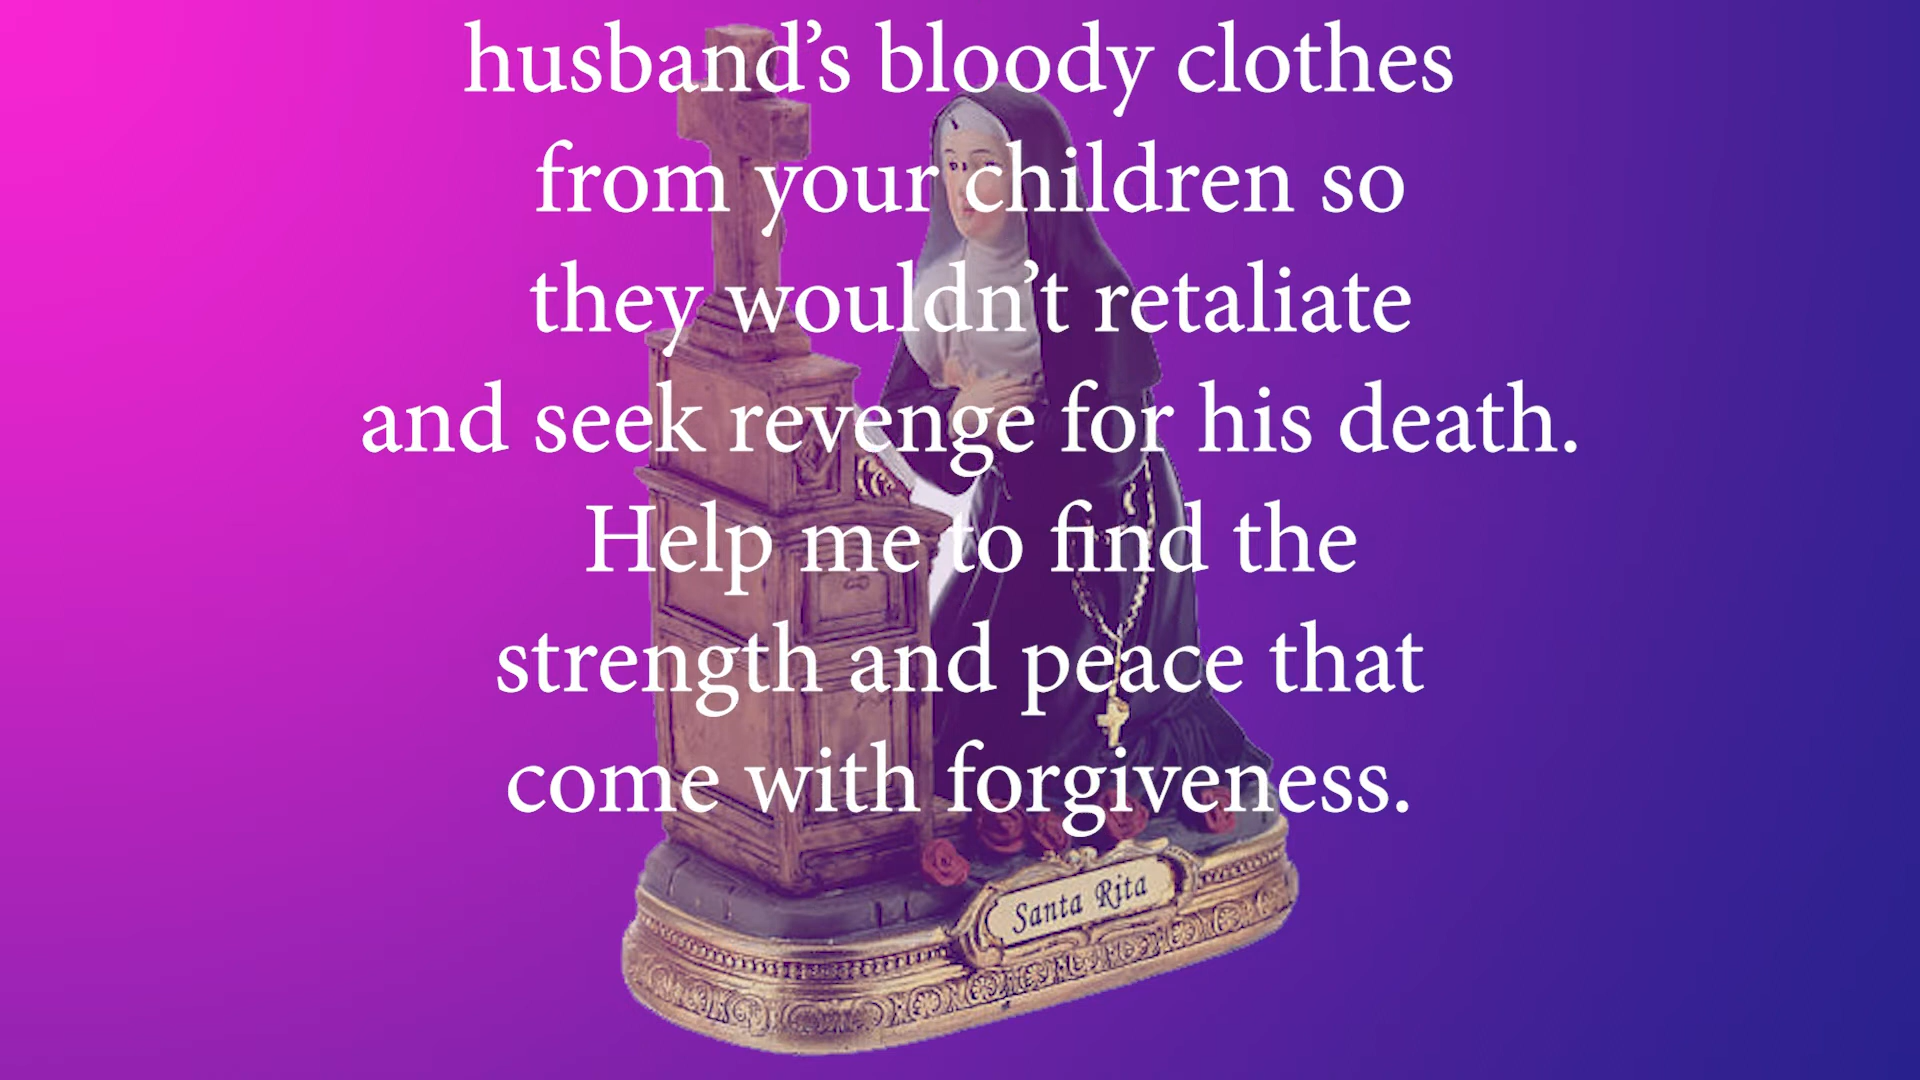 husband’s bloody clothes
from your children so
they wouldn’t retaliate
and seek revenge for his death.
Help me to find the
strength and peace that
come with forgiveness.
Santa Rita